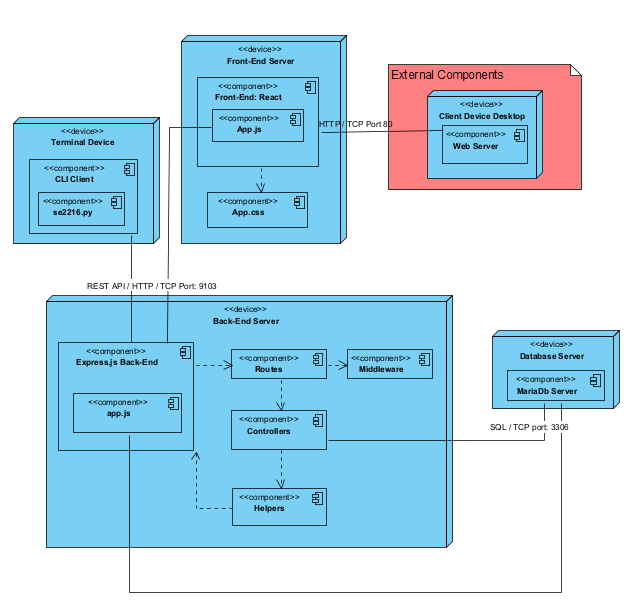 <<device>>
Front-End Server
<<component>>
Front-End: React
<<component>>
App.js
<<component>>
App.css
External Components
<<device>>
Client Device Desktop
<<component>>
Web Server
HTTP / TCP Port 80
<<device>>
Terminal Device
<<component>>
CLI Client
<<component>>
se2216.py
REST API / HTTP / TCP Port: 9103
<<device>>
Back-End Server
<<component>>
Express.js Back-End
<<component>>
app.js
<<component>>
Routes
<<component>>
Middleware
<<component>>
Controllers
<<component>>
Helpers
<<device>>
Database Server
<<component>>
MariaDb Server
SQL / TCP port: 3306